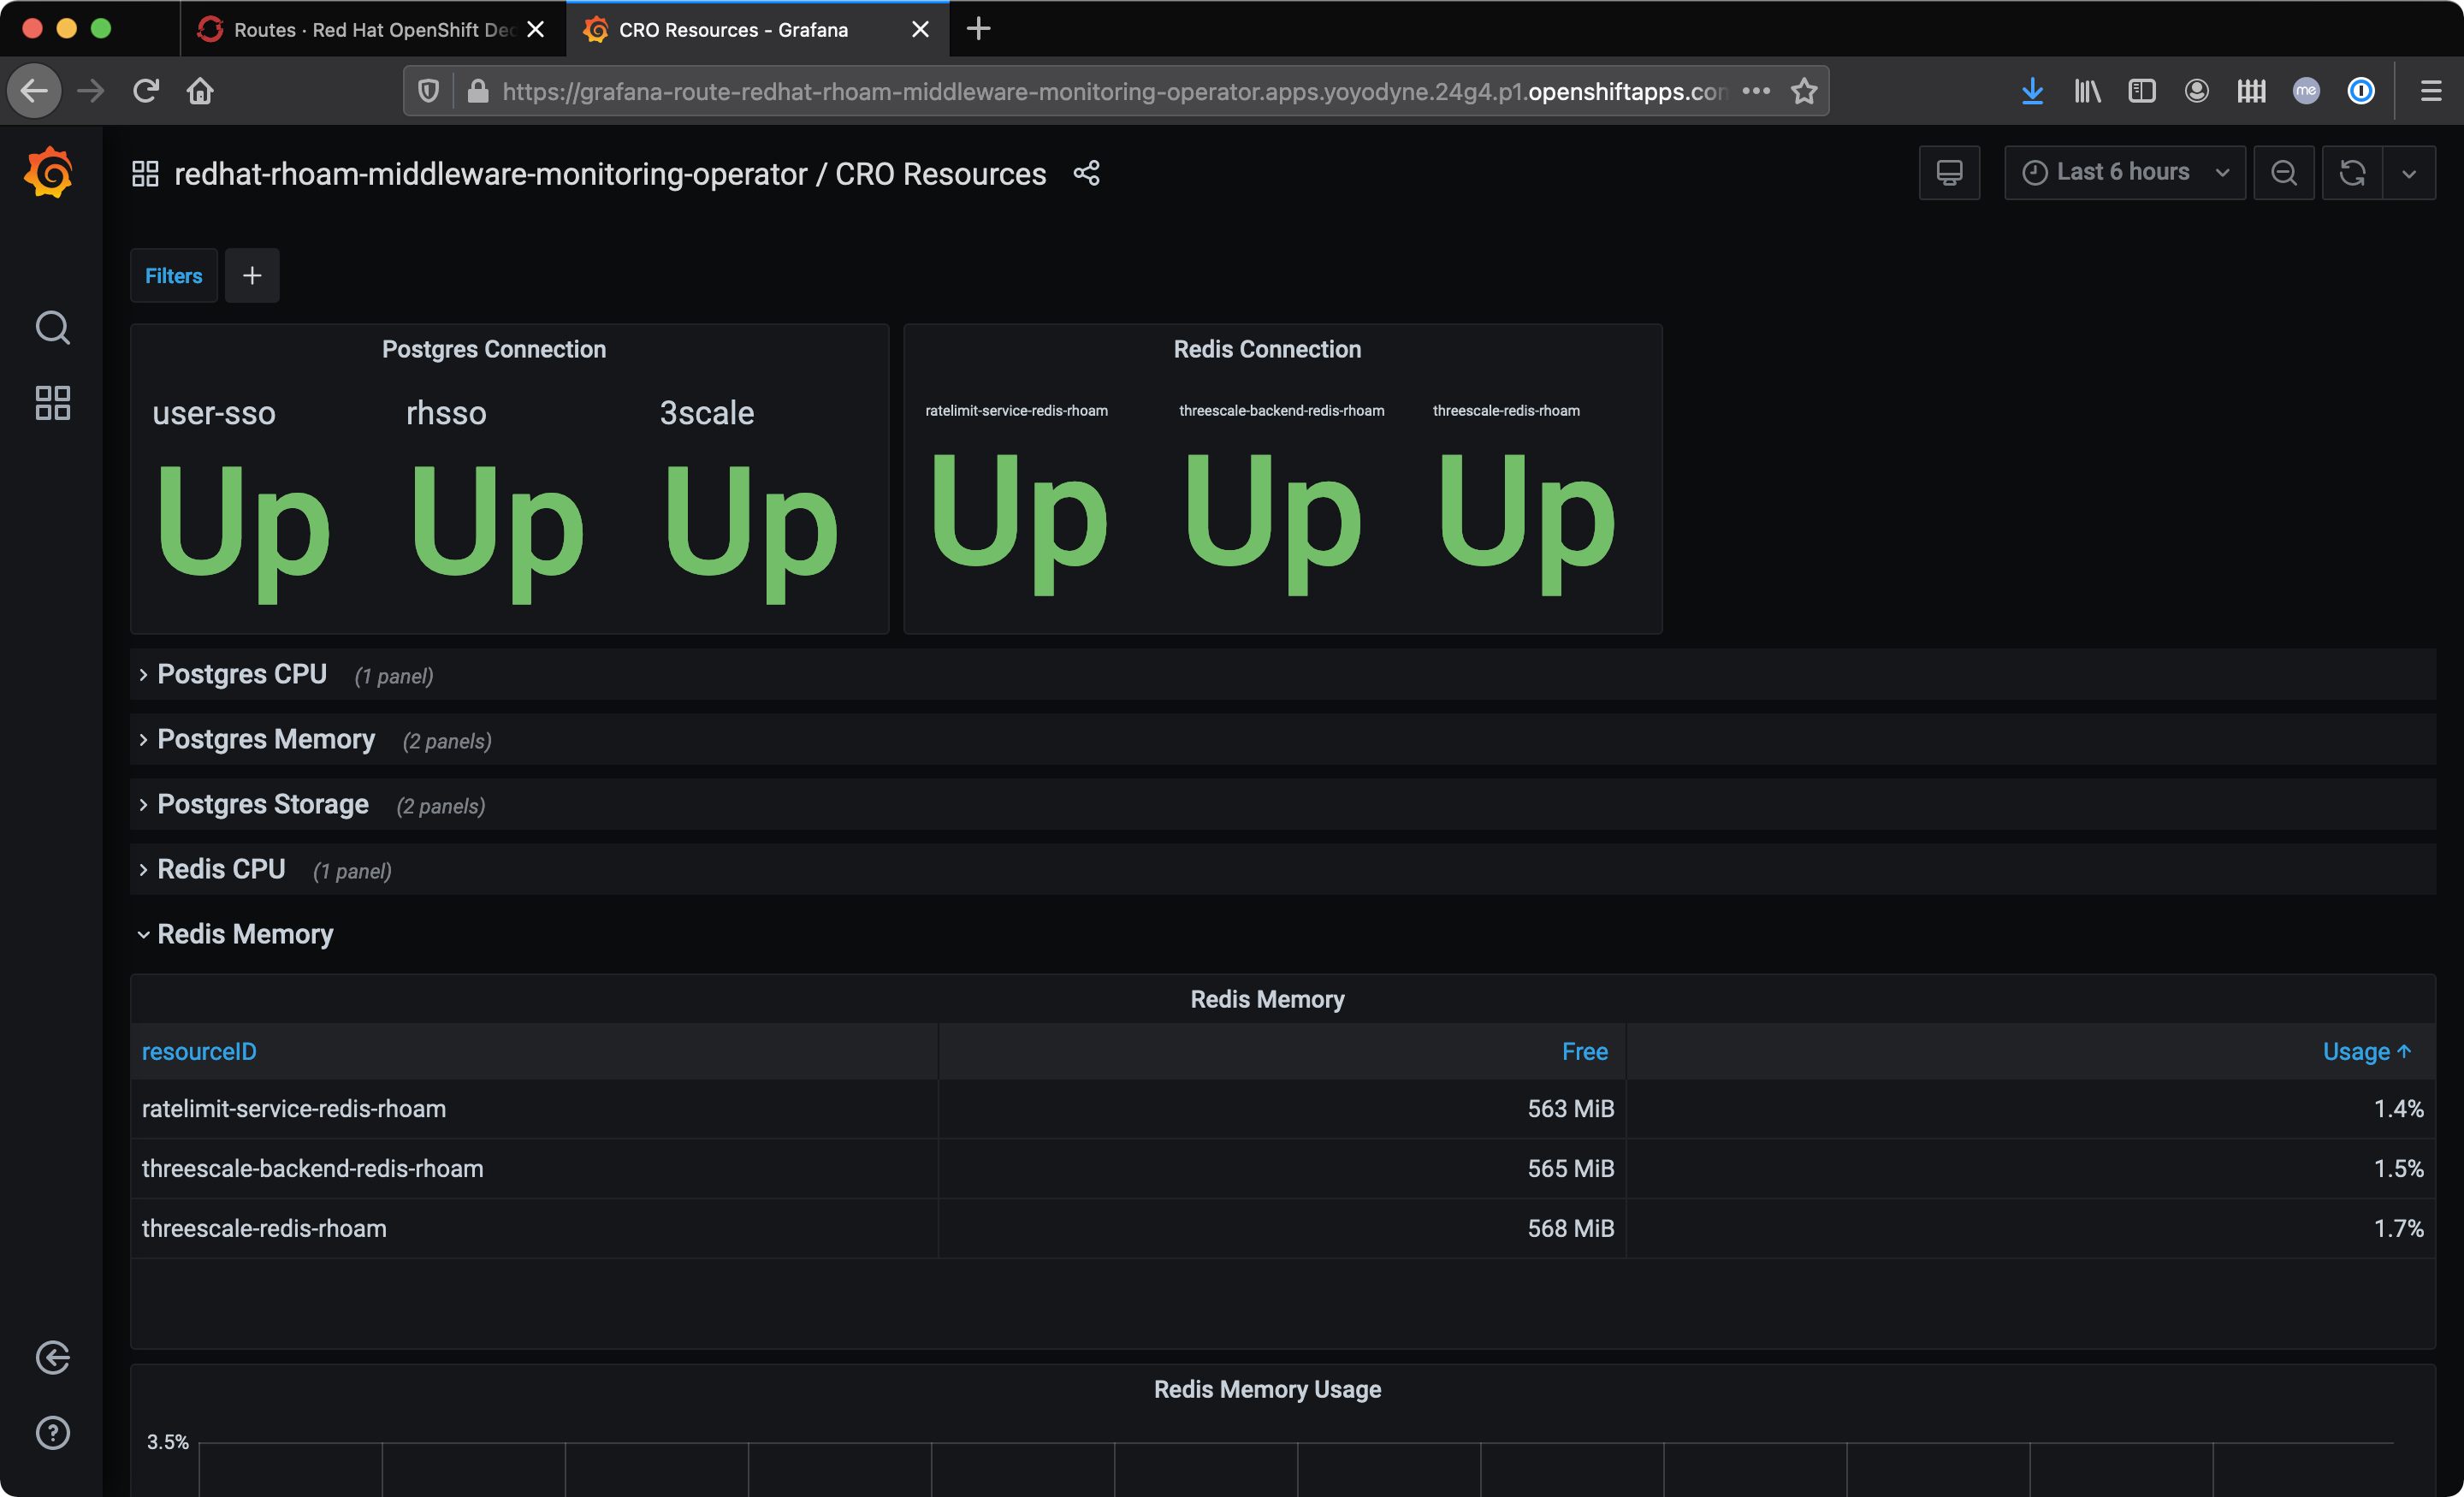 Routes · Red Hat OpenShift Dec
CRO Resources - Grafana
https://grafana-route-redhat-rhoam-middleware-monitoring-operator.apps.yoyodyne.24g4.p1.openshiftapps.con
me
redhat-rhoam-middleware-monitoring-operator / CRO Resources
Last 6 hours
Filters
Postgres Connection
user-sso rhsso 3scale
Up Up Up
Redis Connection
ratelimit-service-redis-rhoam threescale-backend-redis-rhoam threescale-redis-rhoam
Up Up Up
Postgres CPU (1 panel)
Postgres Memory (2 panels)
Postgres Storage (2 panels)
Redis CPU (1 panel)
Redis Memory
Redis Memory
resourceID Free Usage
ratelimit-service-redis-rhoam 563 MiB 1.4%
threescale-backend-redis-rhoam 565 MiB 1.5%
threescale-redis-rhoam 568 MiB 1.7%
Redis Memory Usage
3.5%